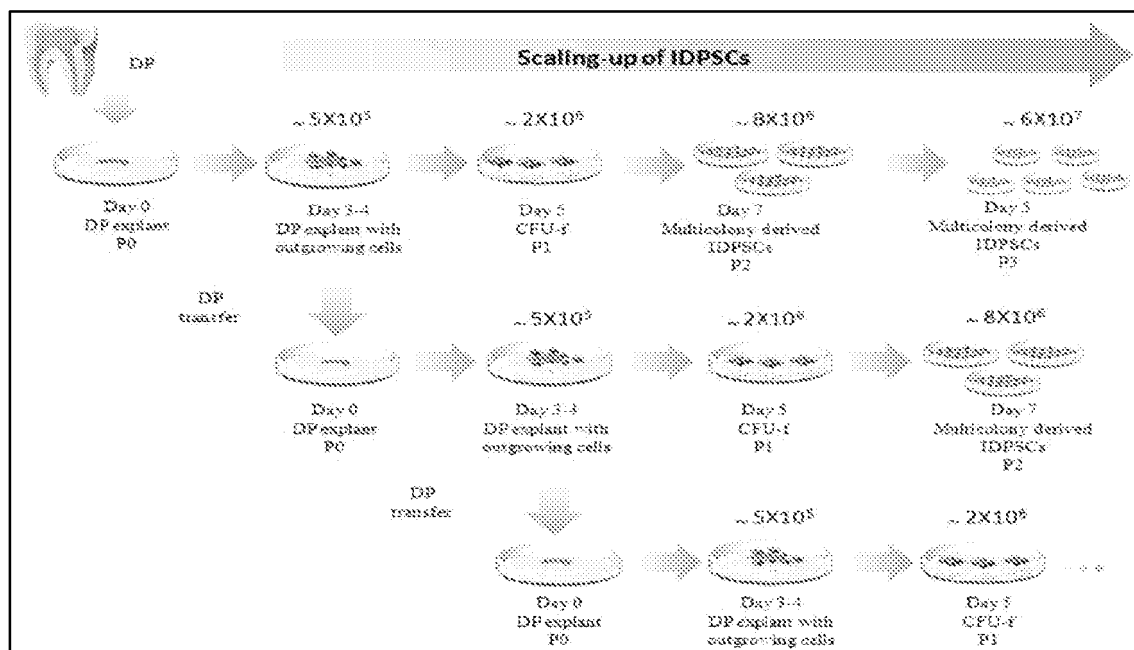 DP
Scaling-up of IDPSCs
~ 5X10⁵
~ 2X10⁶
~ 8X10⁶
~ 6X10⁷
Day 0
DP explant
P0
Day 3-4
DP explant with
outgrowing cells
Day 5
CFU-f
P1
Day 7
Multicolony derived
IDPSCs
P2
Day 5
Multicolony derived
IDPSCs
P3
DP
transfer
~ 5X10⁵
~ 2X10⁶
~ 8X10⁶
Day 0
DP explant
P0
Day 3-4
DP explant with
outgrowing cells
Day 5
CFU-f
P1
Day 7
Multicolony derived
IDPSCs
P2
DP
transfer
~ 5X10⁵
~ 2X10⁶
Day 0
DP explant
P0
Day 3-4
DP explant with
outgrowing cells
Day 5
CFU-f
P1
...